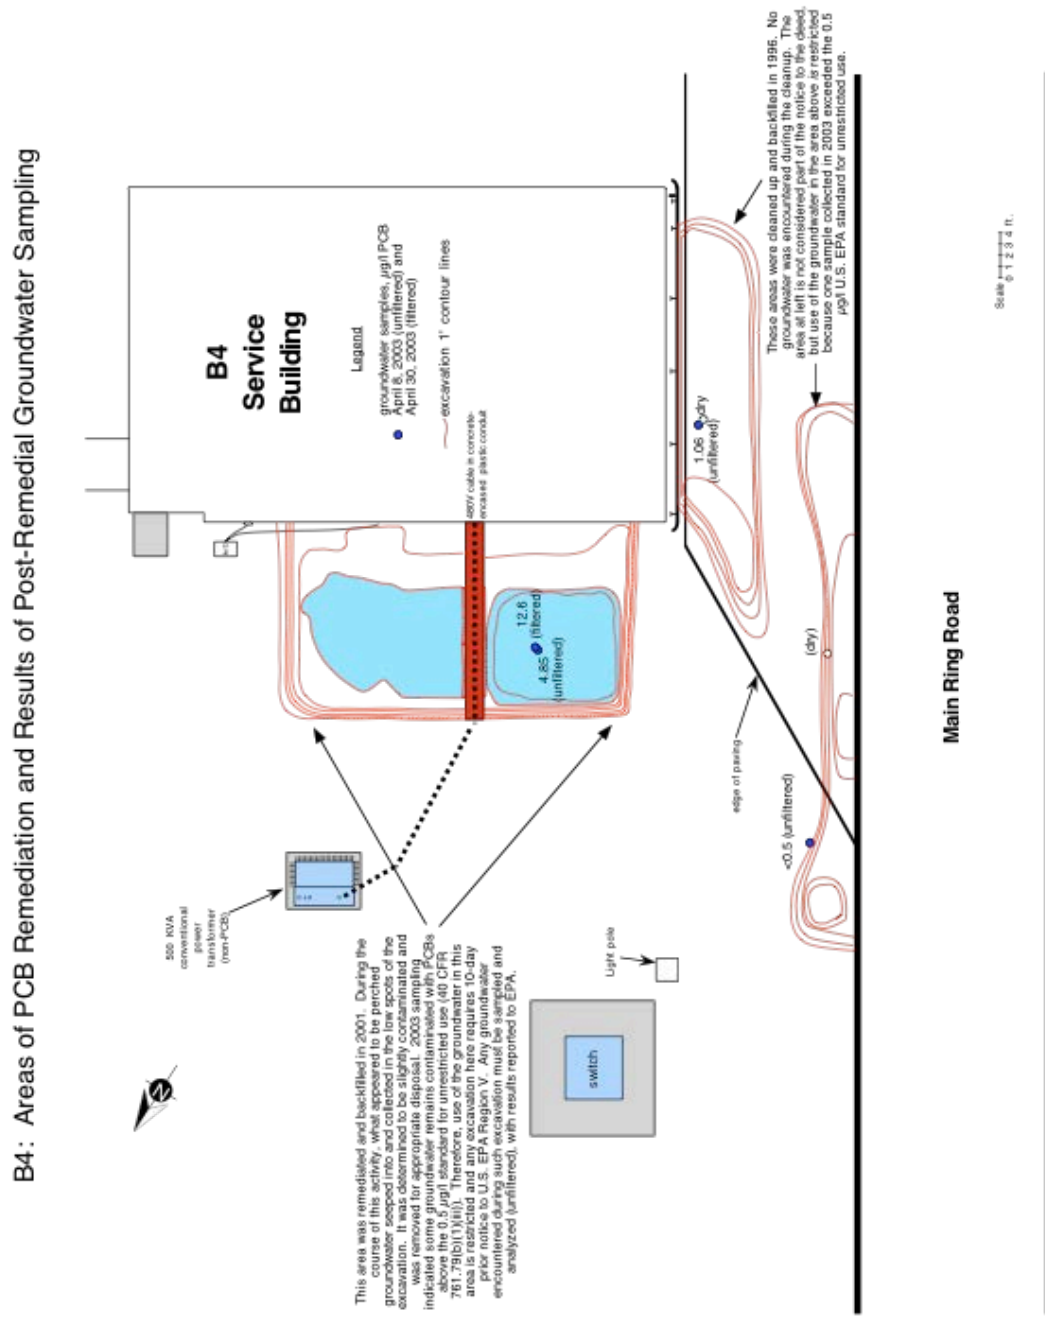 B4: Areas of PCB Remediation and Results of Post-Remedial Groundwater Sampling
B4
Service
Building
Legend
groundwater samples, µg/l PCB
April 8, 2003 (unfiltered) and
April 30, 2003 (filtered)
excavation 1' contour lines
480V cable in concrete-
encased plastic conduit
These areas were cleaned up and backfilled in 1996. No
groundwater was encountered during the cleanup. The
area at left is not considered part of the notice to the deed,
but use of the groundwater in the area above is restricted
because one sample collected in 2003 exceeded the 0.5
µg/l U.S. EPA standard for unrestricted use.
1.06
dry
(unfiltered)
12.6
(filtered)
4.85
(unfiltered)
(dry)
edge of paving
<0.5 (unfiltered)
500 KVA
conventional
power
transformer
(non-PCB)
This area was remediated and backfilled in 2001. During the
course of this activity, what appeared to be perched
groundwater seeped into and collected in the low spots of the
excavation. It was determined to be slightly contaminated and
was removed for appropriate disposal. 2003 sampling
indicated some groundwater remains contaminated with PCBs
above the 0.5 µg/l standard for unrestricted use (40 CFR
761.79(b)(1)(iii)). Therefore, use of the groundwater in this
area is restricted and any excavation here requires 10-day
prior notice to U.S. EPA Region V. Any groundwater
encountered during such excavation must be sampled and
analyzed (unfiltered), with results reported to EPA.
Light pole
switch
N
Main Ring Road
Scale
0 1 2 3 4 ft.